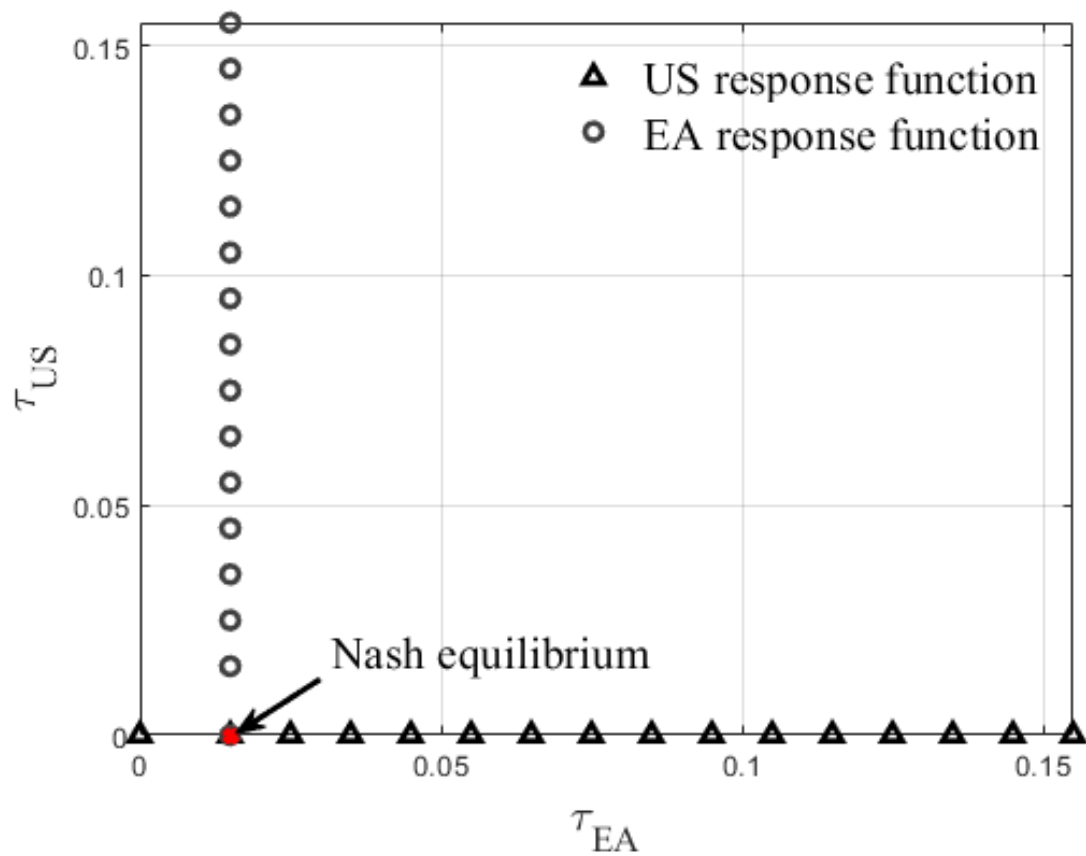 0.15
US response function
EA response function
0.1
τUS
0.05
Nash equilibrium
0
0 0.05 0.1 0.15
τEA